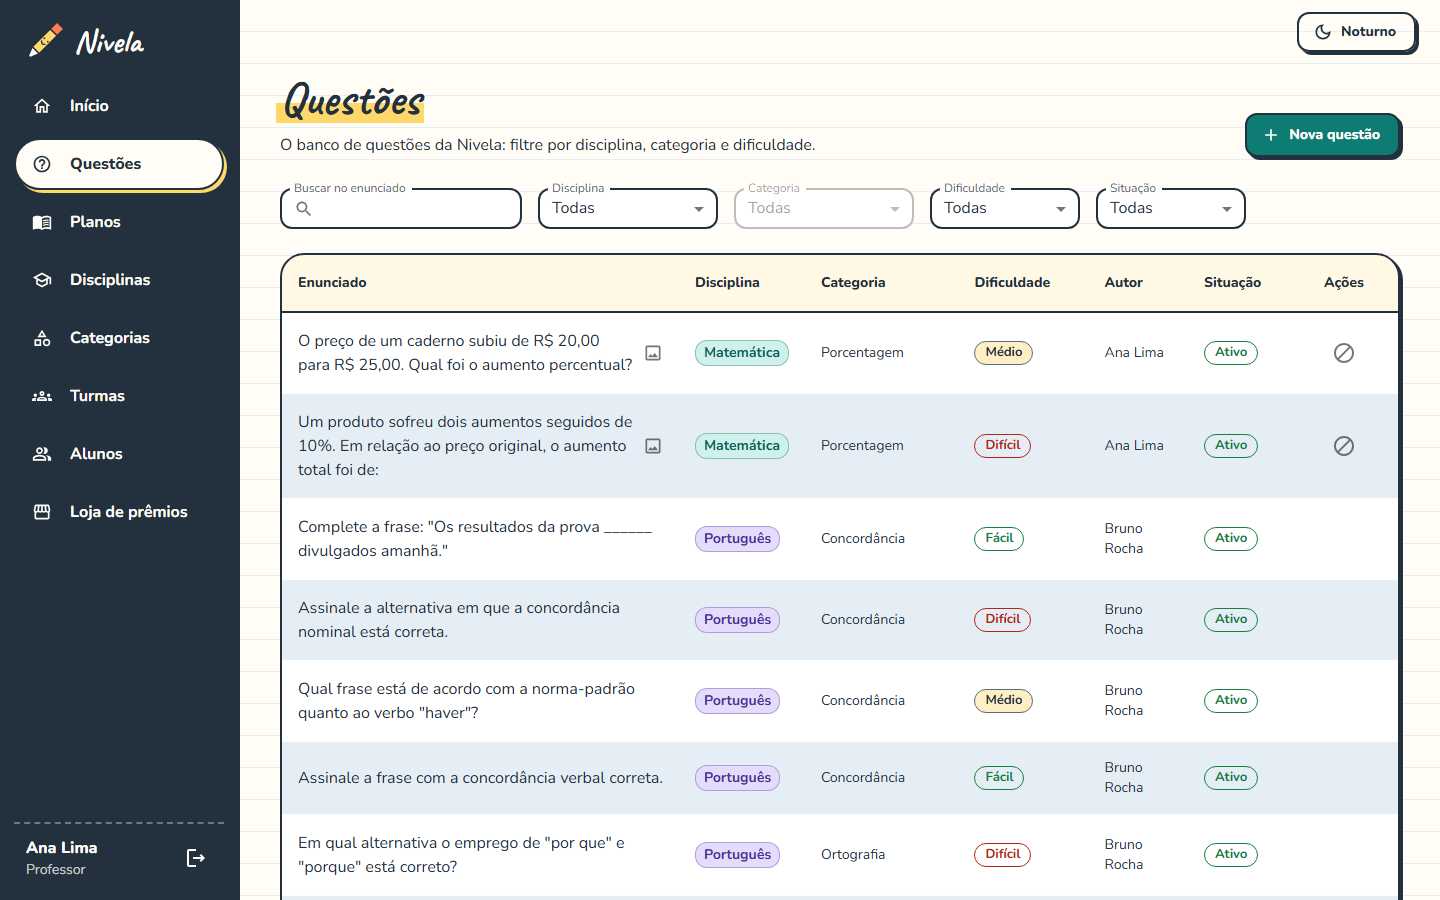 Nivela
Noturno
Início
Questões
Planos
Disciplinas
Categorias
Turmas
Alunos
Loja de prêmios
Ana Lima
Professor
Questões
O banco de questões da Nivela: filtre por disciplina, categoria e dificuldade.
Nova questão
Buscar no enunciado
Disciplina
Todas
Categoria
Todas
Dificuldade
Todas
Situação
Todas
Enunciado Disciplina Categoria Dificuldade Autor Situação Ações
O preço de um caderno subiu de R$ 20,00
para R$ 25,00. Qual foi o aumento percentual?
Matemática Porcentagem Médio Ana Lima Ativo
Um produto sofreu dois aumentos seguidos de
10%. Em relação ao preço original, o aumento
total foi de:
Matemática Porcentagem Difícil Ana Lima Ativo
Complete a frase: "Os resultados da prova ______
divulgados amanhã."
Português Concordância Fácil Bruno
Rocha
Ativo
Assinale a alternativa em que a concordância
nominal está correta.
Português Concordância Difícil Bruno
Rocha
Ativo
Qual frase está de acordo com a norma-padrão
quanto ao verbo "haver"?
Português Concordância Médio Bruno
Rocha
Ativo
Assinale a frase com a concordância verbal correta.
Português Concordância Fácil Bruno
Rocha
Ativo
Em qual alternativa o emprego de "por que" e
"porque" está correto?
Português Ortografia Difícil Bruno
Rocha
Ativo